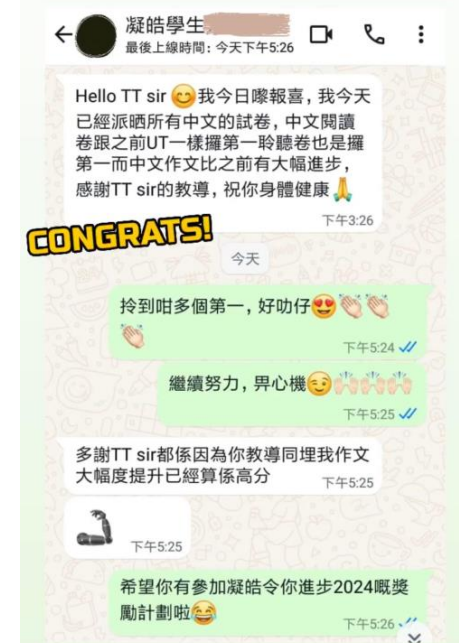 凝皓學生
最後上線時間: 今天下午5:26
Hello TT sir 😊我今日嚟報喜, 我今天
已經派晒所有中文的試卷, 中文閱讀
卷跟之前UT一樣攞第一聆聽卷也是攞
第一而中文作文比之前有大幅進步,
感謝TT sir的教導, 祝你身體健康🙏
下午3:26
CONGRATS!
今天
拎到咁多個第一, 好叻仔😍👏🏻👏🏻
👏🏻
下午5:24
繼續努力, 畀心機😉🙌🏻🙌🏻🙌🏻
下午5:25
多謝TT sir都係因為你教導同埋我作文
大幅度提升已經算係高分
下午5:25
🦾
下午5:25
希望你有參加凝皓令你進步2024嘅獎
勵計劃啦😂
下午5:26